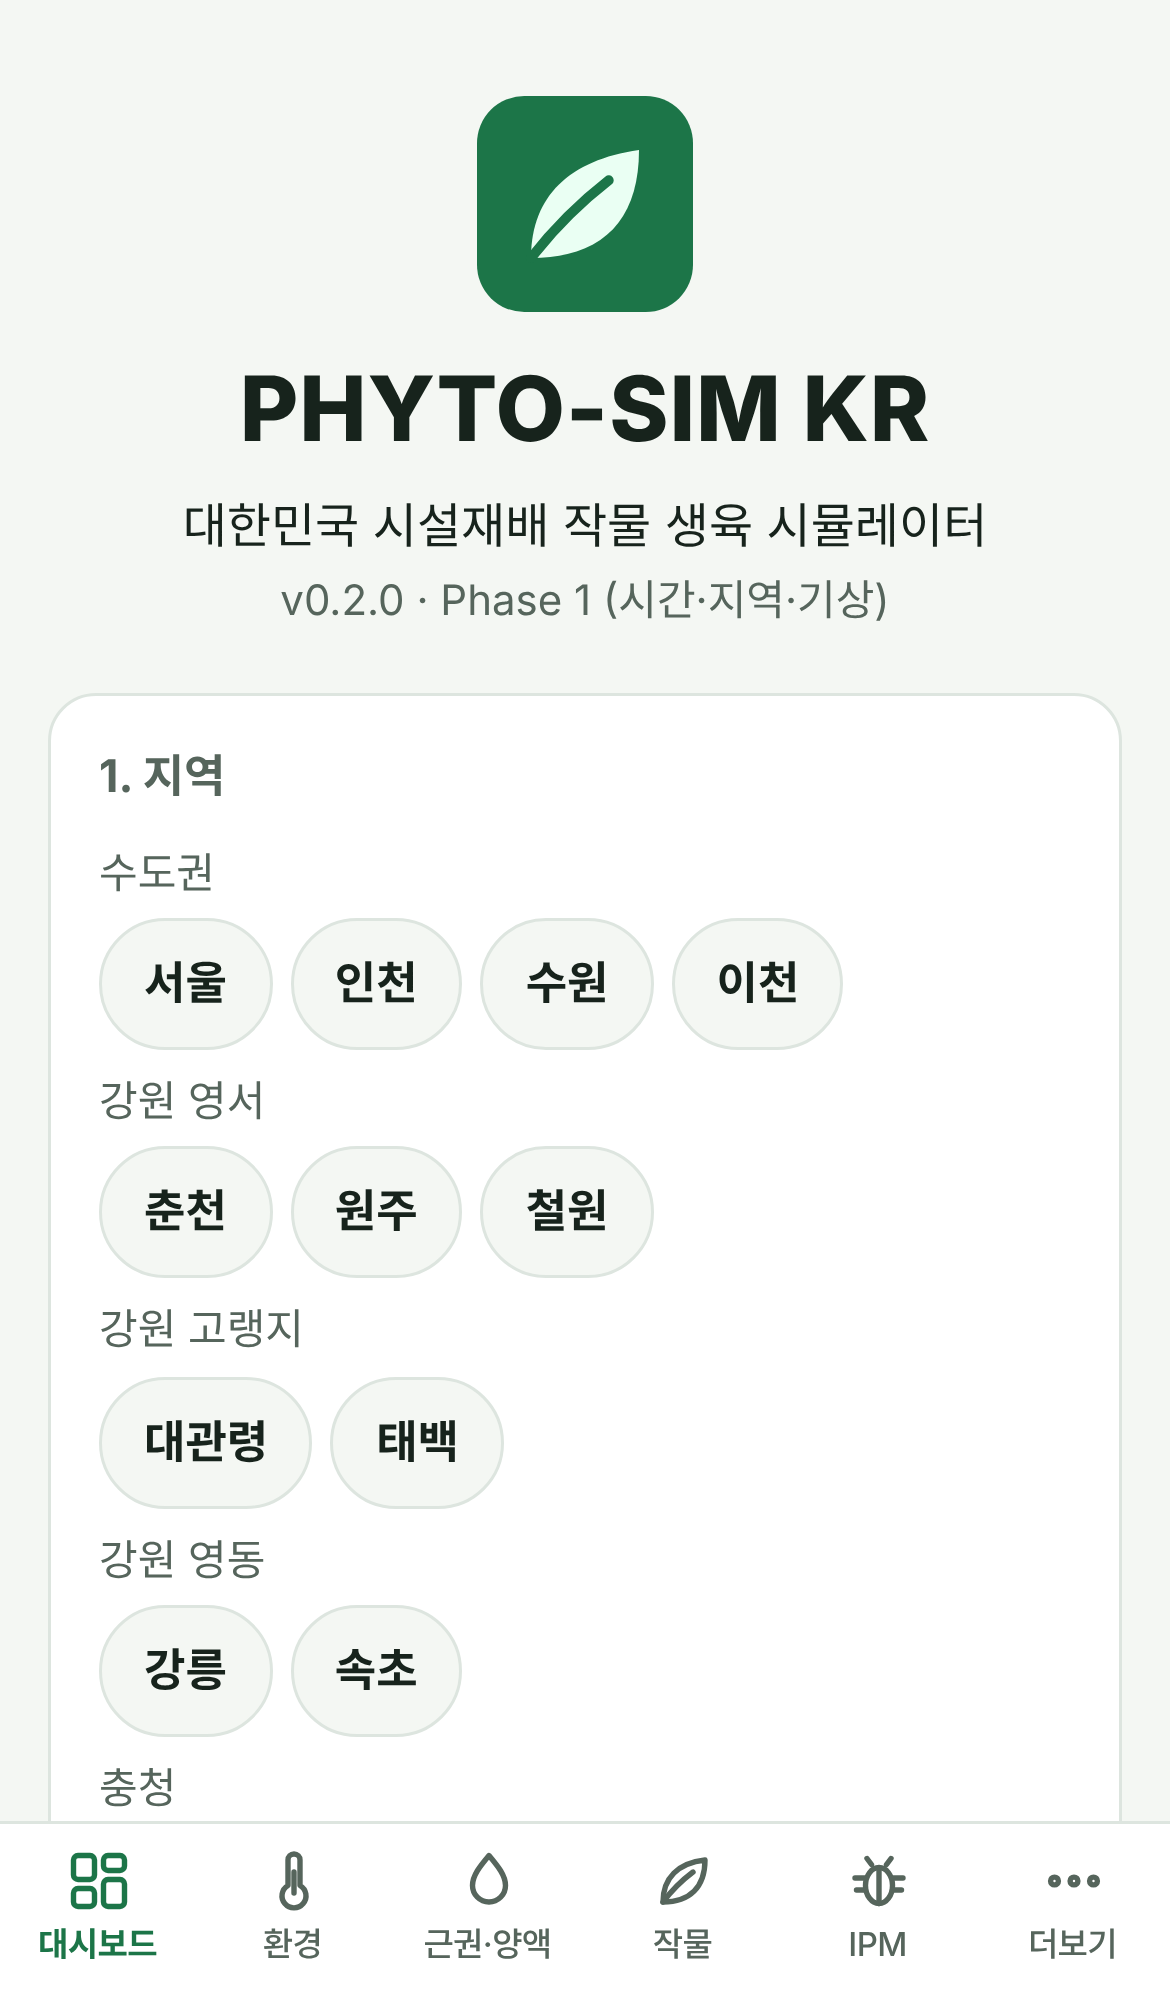 PHYTO-SIM KR
대한민국 시설재배 작물 생육 시뮬레이터
v0.2.0 · Phase 1 (시간·지역·기상)
1. 지역
수도권
서울 인천 수원 이천
강원 영서
춘천 원주 철원
강원 고랭지
대관령 태백
강원 영동
강릉 속초
충청
대시보드 환경 근권·양액 작물 IPM 더보기